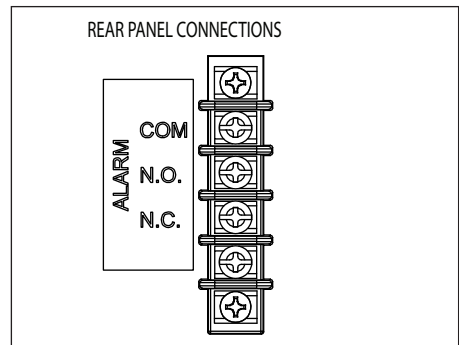 REAR PANEL CONNECTIONS
ALARM
COM
N.O.
N.C.